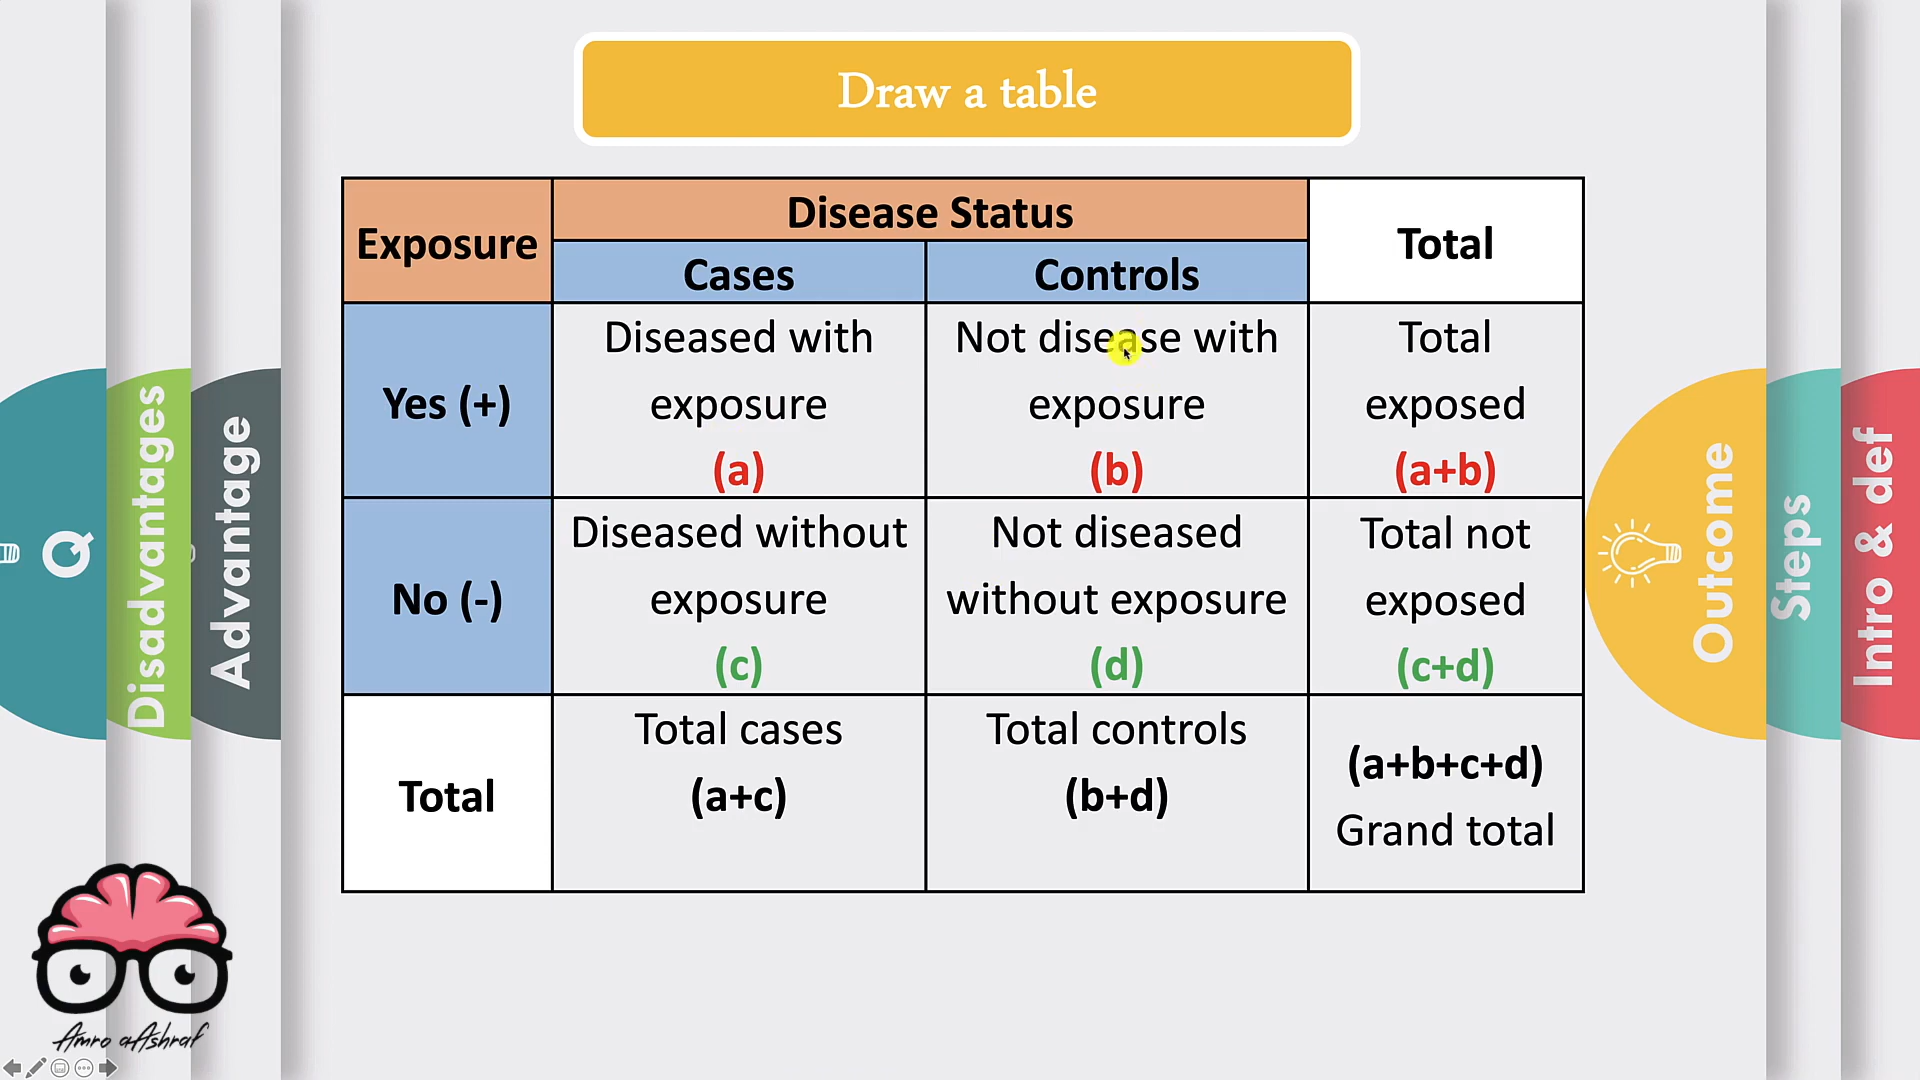 Draw a table
Exposure
Disease Status
Total
Cases
Controls
Yes (+)
Diseased with
exposure
(a)
Not disease with
exposure
(b)
Total
exposed
(a+b)
No (-)
Diseased without
exposure
(c)
Not diseased
without exposure
(d)
Total not
exposed
(c+d)
Total
Total cases
(a+c)
Total controls
(b+d)
(a+b+c+d)
Grand total
Q
Disadvantages
Advantage
Outcome
Steps
Intro & def
Amro aAshraf